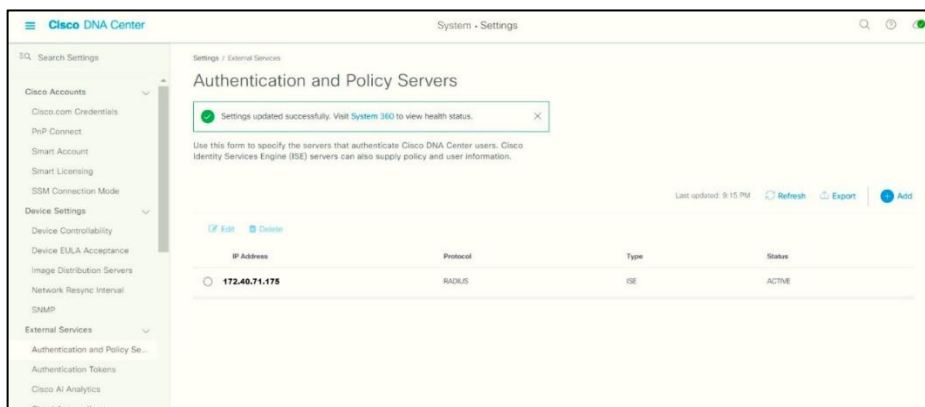 Cisco DNA Center
System - Settings
Search Settings
Cisco Accounts
Cisco.com Credentials
PnP Connect
Smart Account
Smart Licensing
SSM Connection Mode
Device Settings
Device Controllability
Device EULA Acceptance
Image Distribution Servers
Network Resync Interval
SNMP
External Services
Authentication and Policy Se...
Authentication Tokens
Cisco AI Analytics
Settings / External Services
Authentication and Policy Servers
Settings updated successfully. Visit System 360 to view health status.
Use this form to specify the servers that authenticate Cisco DNA Center users. Cisco
Identity Services Engine (ISE) servers can also supply policy and user information.
Last updated: 9:15 PM Refresh Export Add
Edit Delete
IP Address Protocol Type Status
172.40.71.175 RADIUS ISE ACTIVE